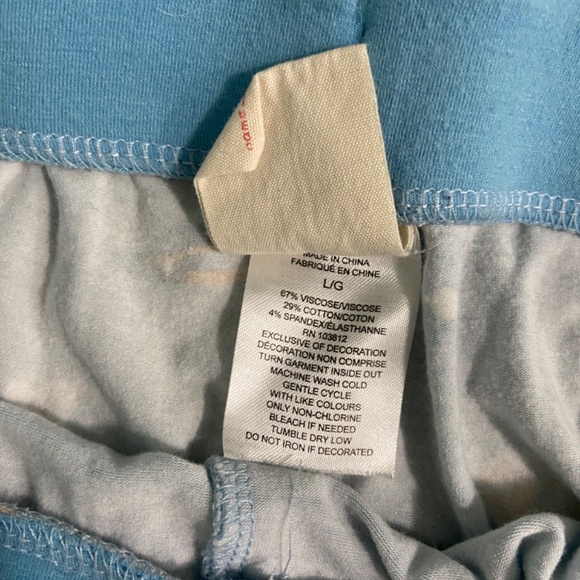 MADE IN CHINA
FABRIQUÉ EN CHINE
L/G
67% VISCOSE/VISCOSE
29% COTTON/COTON
4% SPANDEX/ÉLASTHANNE
RN 103812
EXCLUSIVE OF DECORATION
DÉCORATION NON COMPRISE
TURN GARMENT INSIDE OUT
MACHINE WASH COLD
GENTLE CYCLE
WITH LIKE COLOURS
ONLY NON-CHLORINE
BLEACH IF NEEDED
TUMBLE DRY LOW
DO NOT IRON IF DECORATED